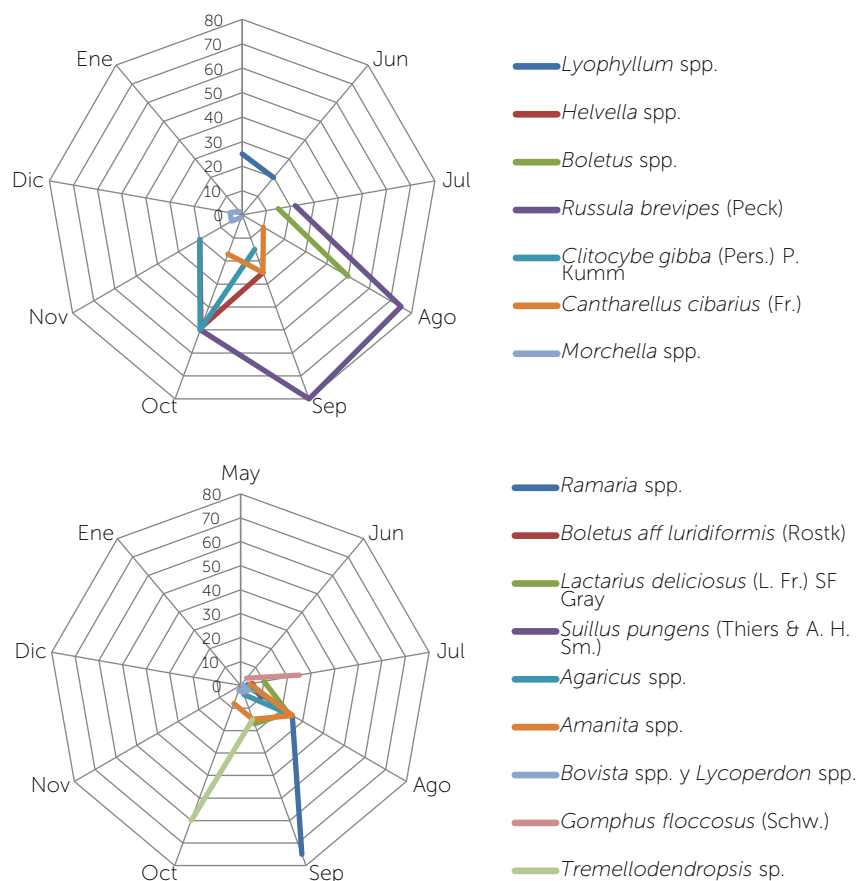 80
70
60
50
40
30
20
10
0
Ene
Jun
Dic
Jul
Nov
Ago
Oct
Sep
Lyophyllum spp.
Helvella spp.
Boletus spp.
Russula brevipes (Peck)
Clitocybe gibba (Pers.) P.
Kumm
Cantharellus cibarius (Fr.)
Morchella spp.
May
80
70
60
50
40
30
20
10
0
Ene
Jun
Dic
Jul
Nov
Ago
Oct
Sep
Ramaria spp.
Boletus aff luridiformis (Rostk)
Lactarius deliciosus (L. Fr.) SF
Gray
Suillus pungens (Thiers & A. H.
Sm.)
Agaricus spp.
Amanita spp.
Bovista spp. y Lycoperdon spp.
Gomphus floccosus (Schw.)
Tremellodendropsis sp.